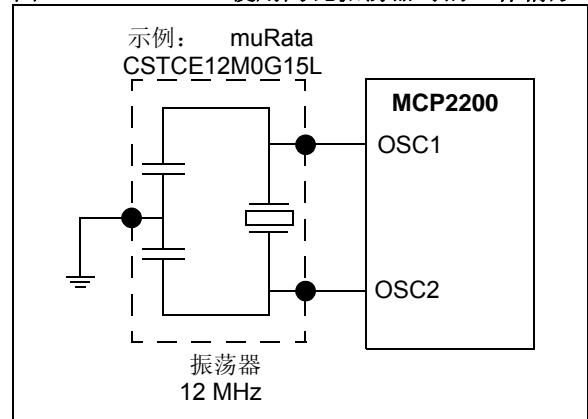 示例： muRata
CSTCE12M0G15L
MCP2200
OSC1
OSC2
振荡器
12 MHz